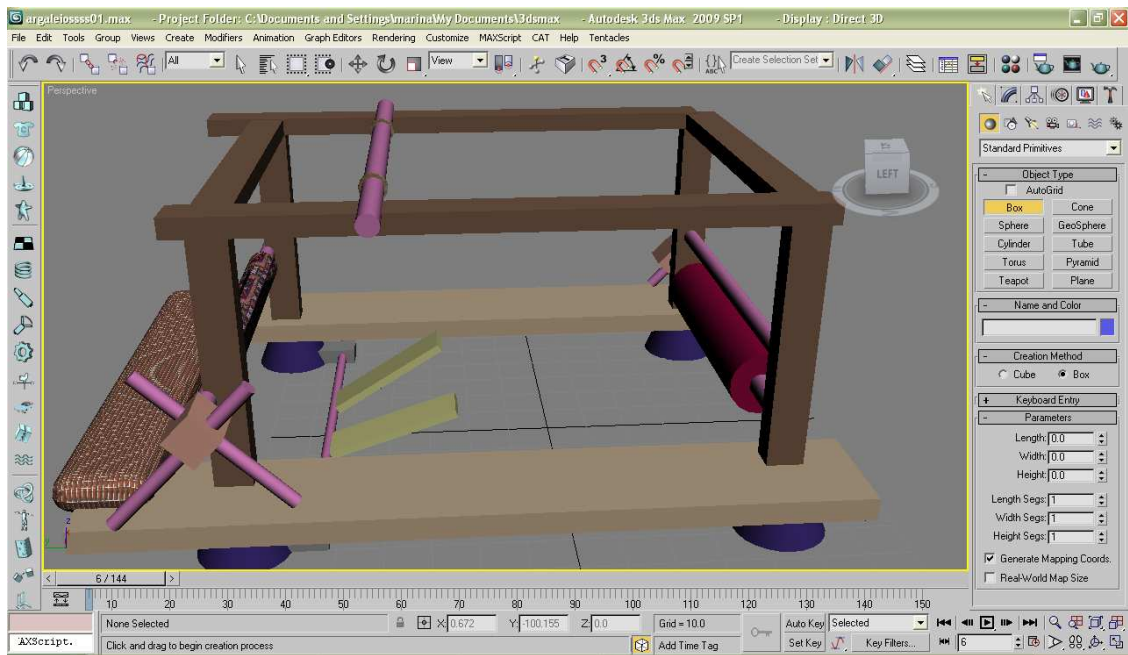 argaleiossss01.max - Project Folder: C:\Documents and Settings\marina\My Documents\3dsmax - Autodesk 3ds Max 2009 SP1 - Display : Direct 3D
File Edit Tools Group Views Create Modifiers Animation Graph Editors Rendering Customize MAXScript CAT Help Tentacles
All
View
Create Selection Set
Perspective
LEFT
Standard Primitives
- Object Type
AutoGrid
Box Cone
Sphere GeoSphere
Cylinder Tube
Torus Pyramid
Teapot Plane
- Name and Color
- Creation Method
Cube Box
+ Keyboard Entry
- Parameters
Length: 0.0
Width: 0.0
Height: 0.0
Length Segs: 1
Width Segs: 1
Height Segs: 1
Generate Mapping Coords.
Real-World Map Size
z
y
< 6 / 144 >
10 20 30 40 50 60 70 80 90 100 110 120 130 140 150
None Selected X: 0.672 Y: -100.155 Z: 0.0 Grid = 10.0 Auto Key Selected
AXScript. Click and drag to begin creation process Add Time Tag Set Key Key Filters... 6